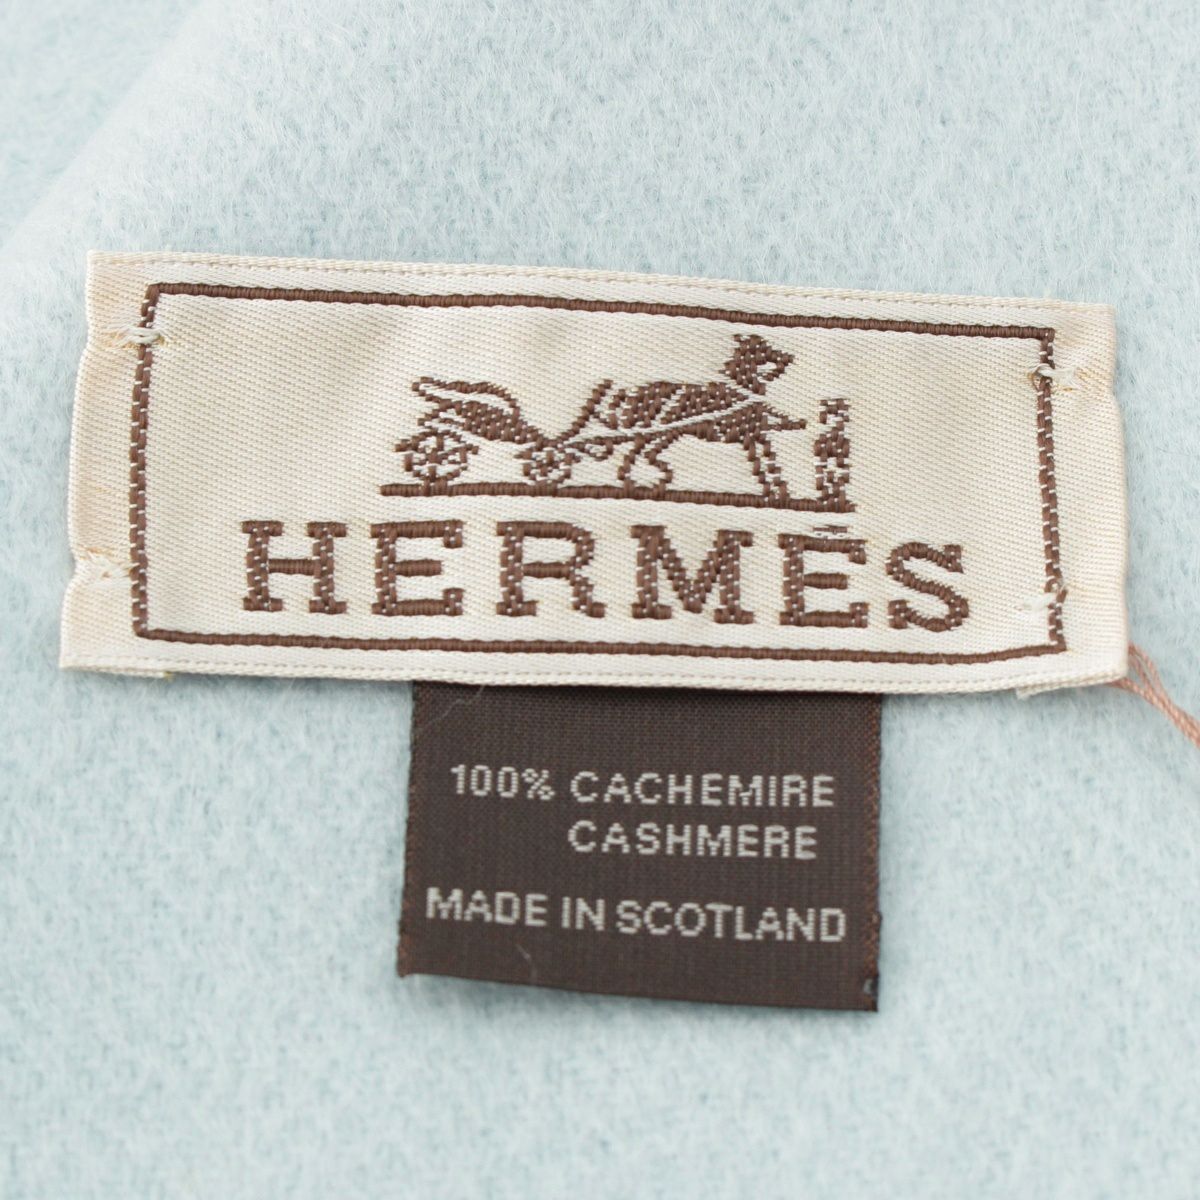 HERMÈS
100% CACHEMIRE
CASHMERE
MADE IN SCOTLAND